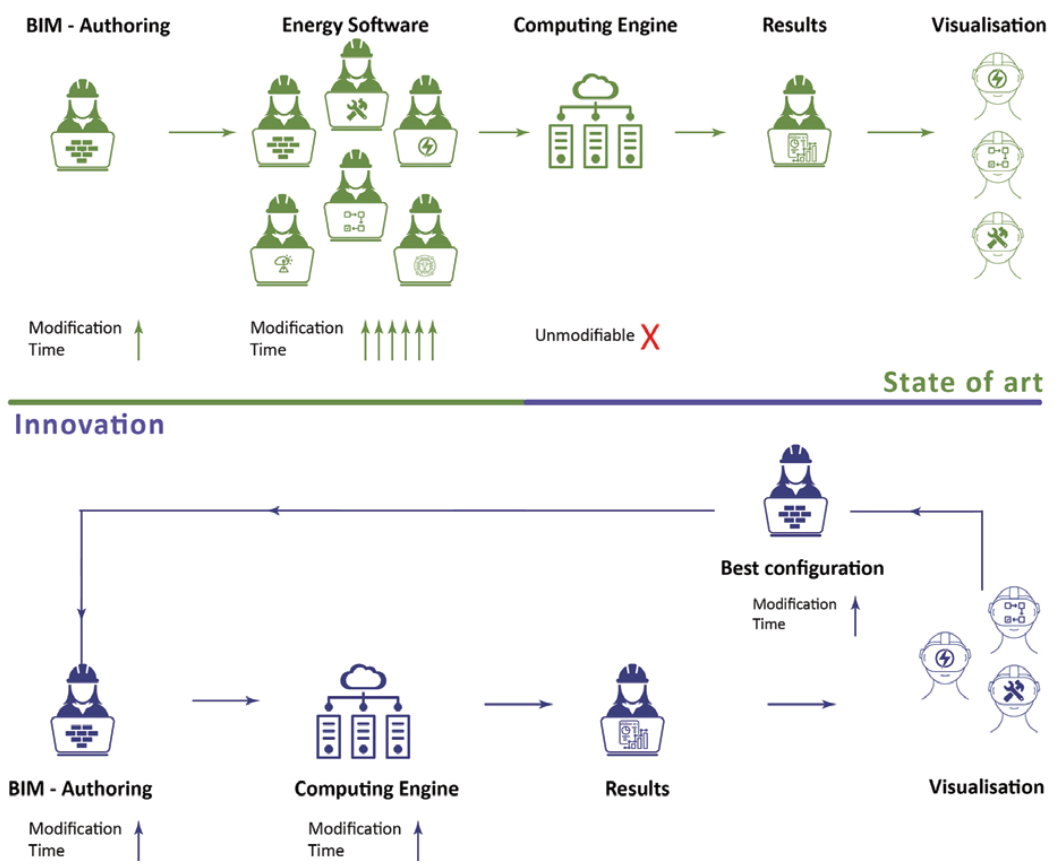 BIM - Authoring
Energy Software
Computing Engine
Results
Visualisation
Modification
Time
Modification
Time
Unmodifiable X
State of art
Innovation
Best configuration
Modification
Time
BIM - Authoring
Computing Engine
Results
Visualisation
Modification
Time
Modification
Time